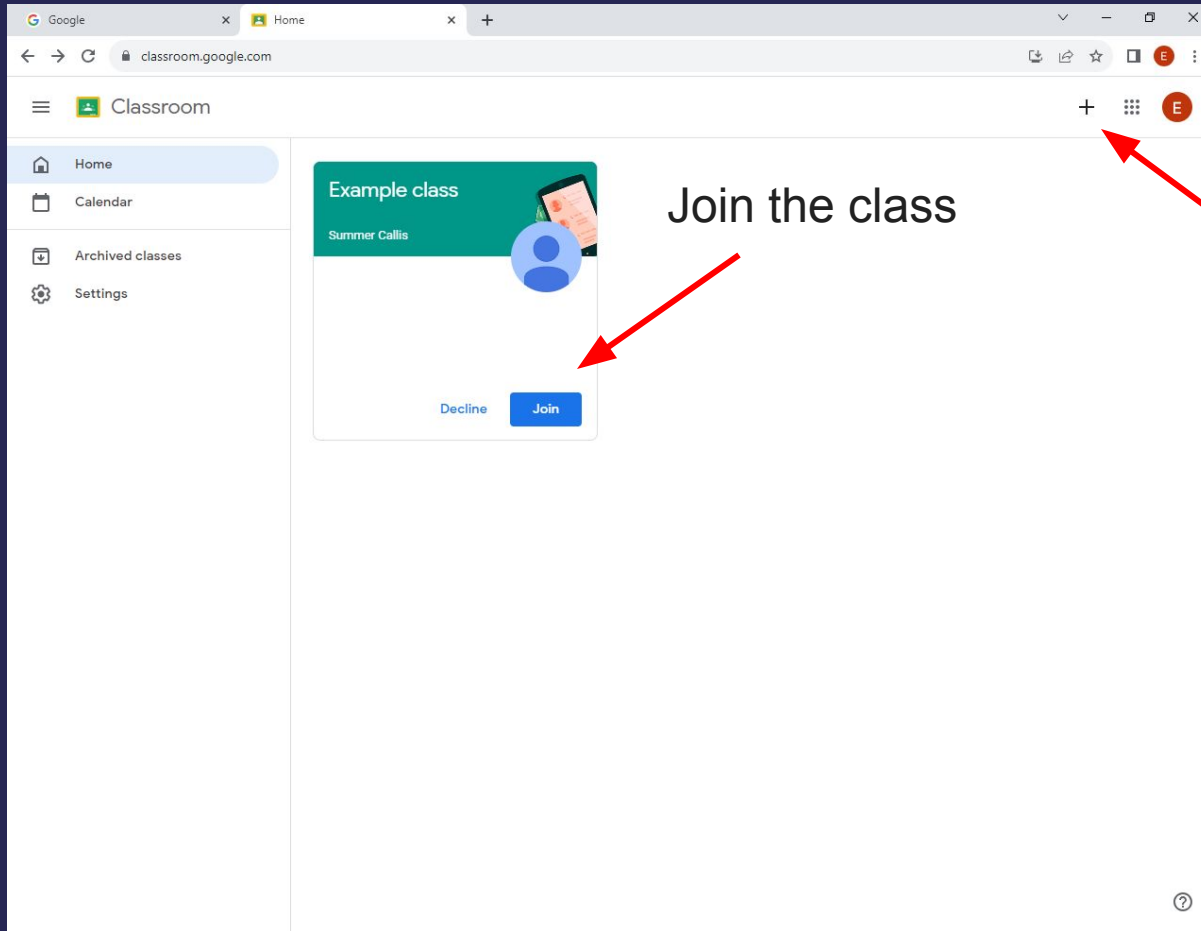 Google
Home
classroom.google.com
E
Classroom
E
Home
Calendar
Archived classes
Settings
Example class
Summer Callis
Decline
Join
Join the class